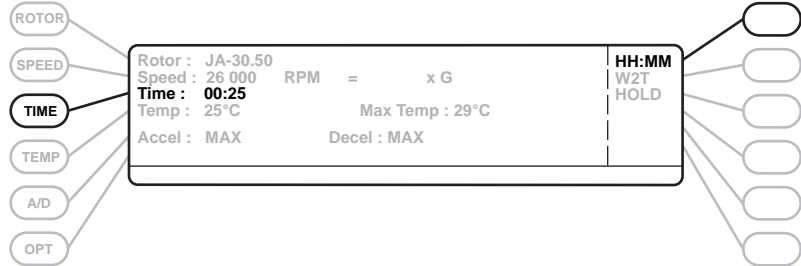 ROTOR
SPEED
TIME
TEMP
A/D
OPT
Rotor : JA-30.50
Speed : 26 000 RPM = x G
Time : 00:25
Temp : 25°C Max Temp : 29°C
Accel : MAX Decel : MAX
HH:MM
W2T
HOLD